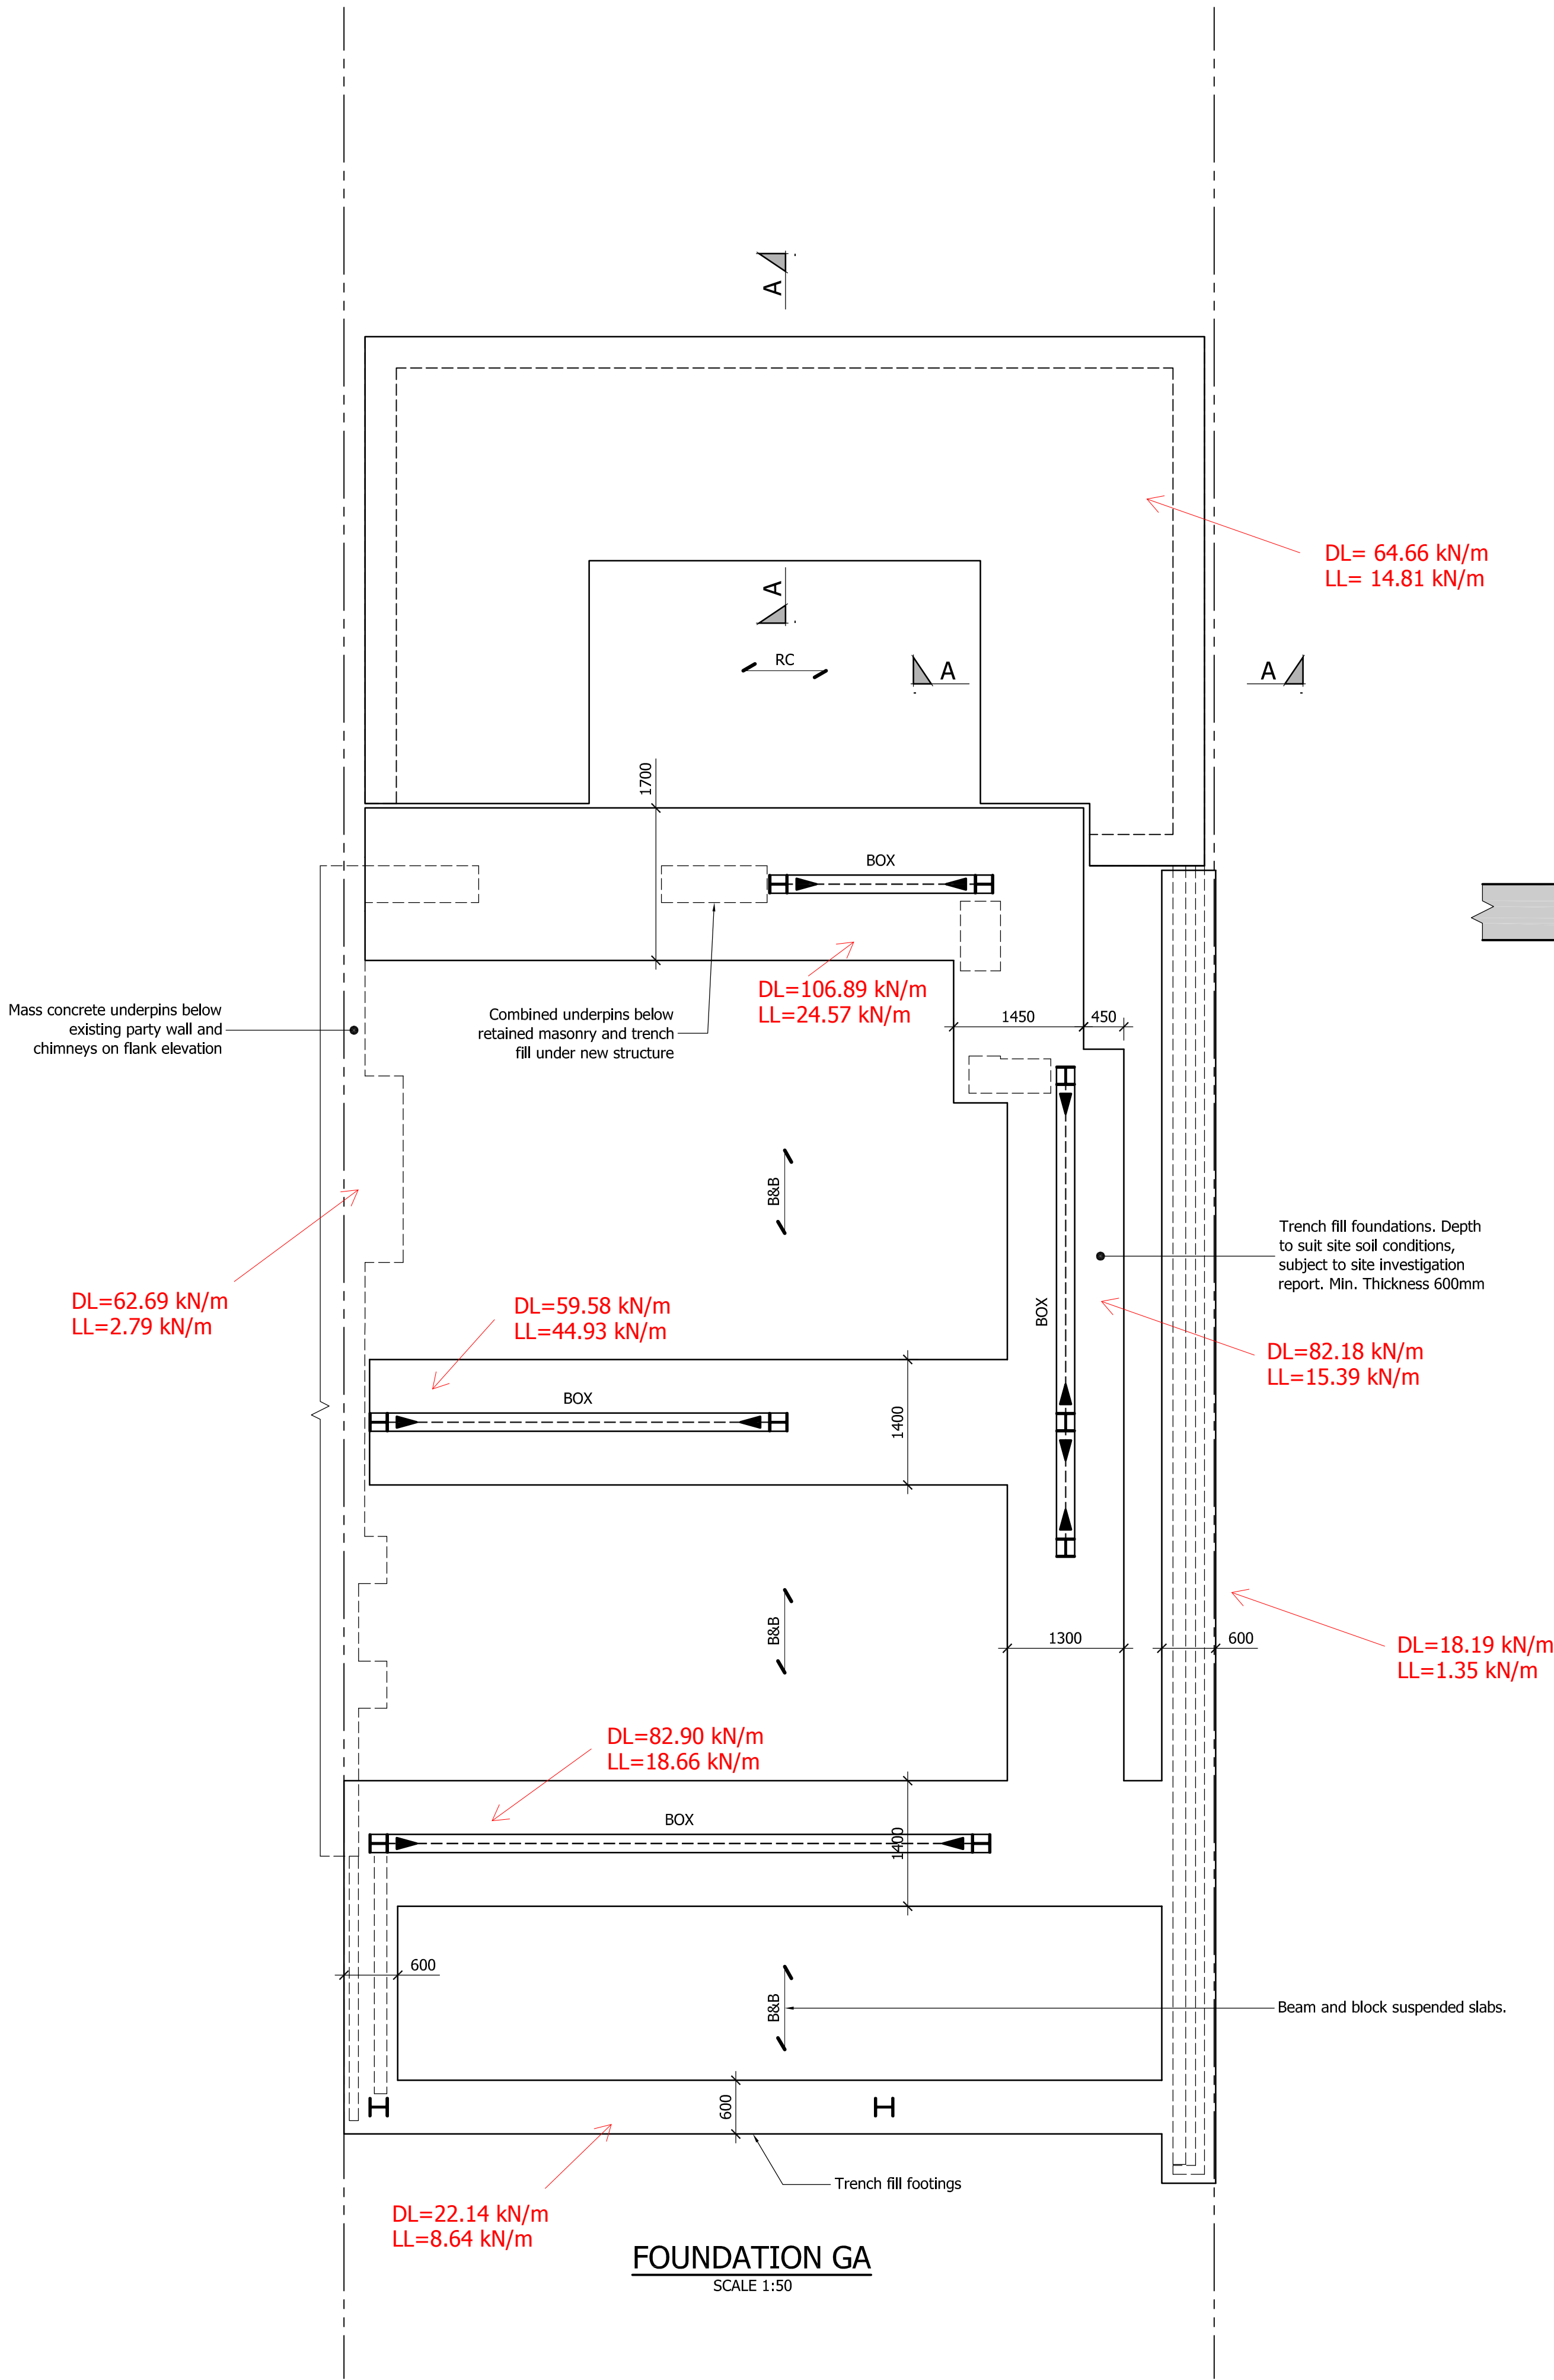 A
DL= 64.66 kN/m
LL= 14.81 kN/m
A
RC
A
A
1700
BOX
DL=106.89 kN/m
LL=24.57 kN/m
Mass concrete underpins below
existing party wall and
chimneys on flank elevation
Combined underpins below
retained masonry and trench
fill under new structure
1450
450
B&B
Trench fill foundations. Depth
to suit site soil conditions,
subject to site investigation
report. Min. Thickness 600mm
DL=62.69 kN/m
LL=2.79 kN/m
DL=59.58 kN/m
LL=44.93 kN/m
BOX
DL=82.18 kN/m
LL=15.39 kN/m
BOX
1400
B&B
1300
600
DL=18.19 kN/m
LL=1.35 kN/m
DL=82.90 kN/m
LL=18.66 kN/m
BOX
1400
600
B&B
Beam and block suspended slabs.
600
Trench fill footings
DL=22.14 kN/m
LL=8.64 kN/m
FOUNDATION GA
SCALE 1:50